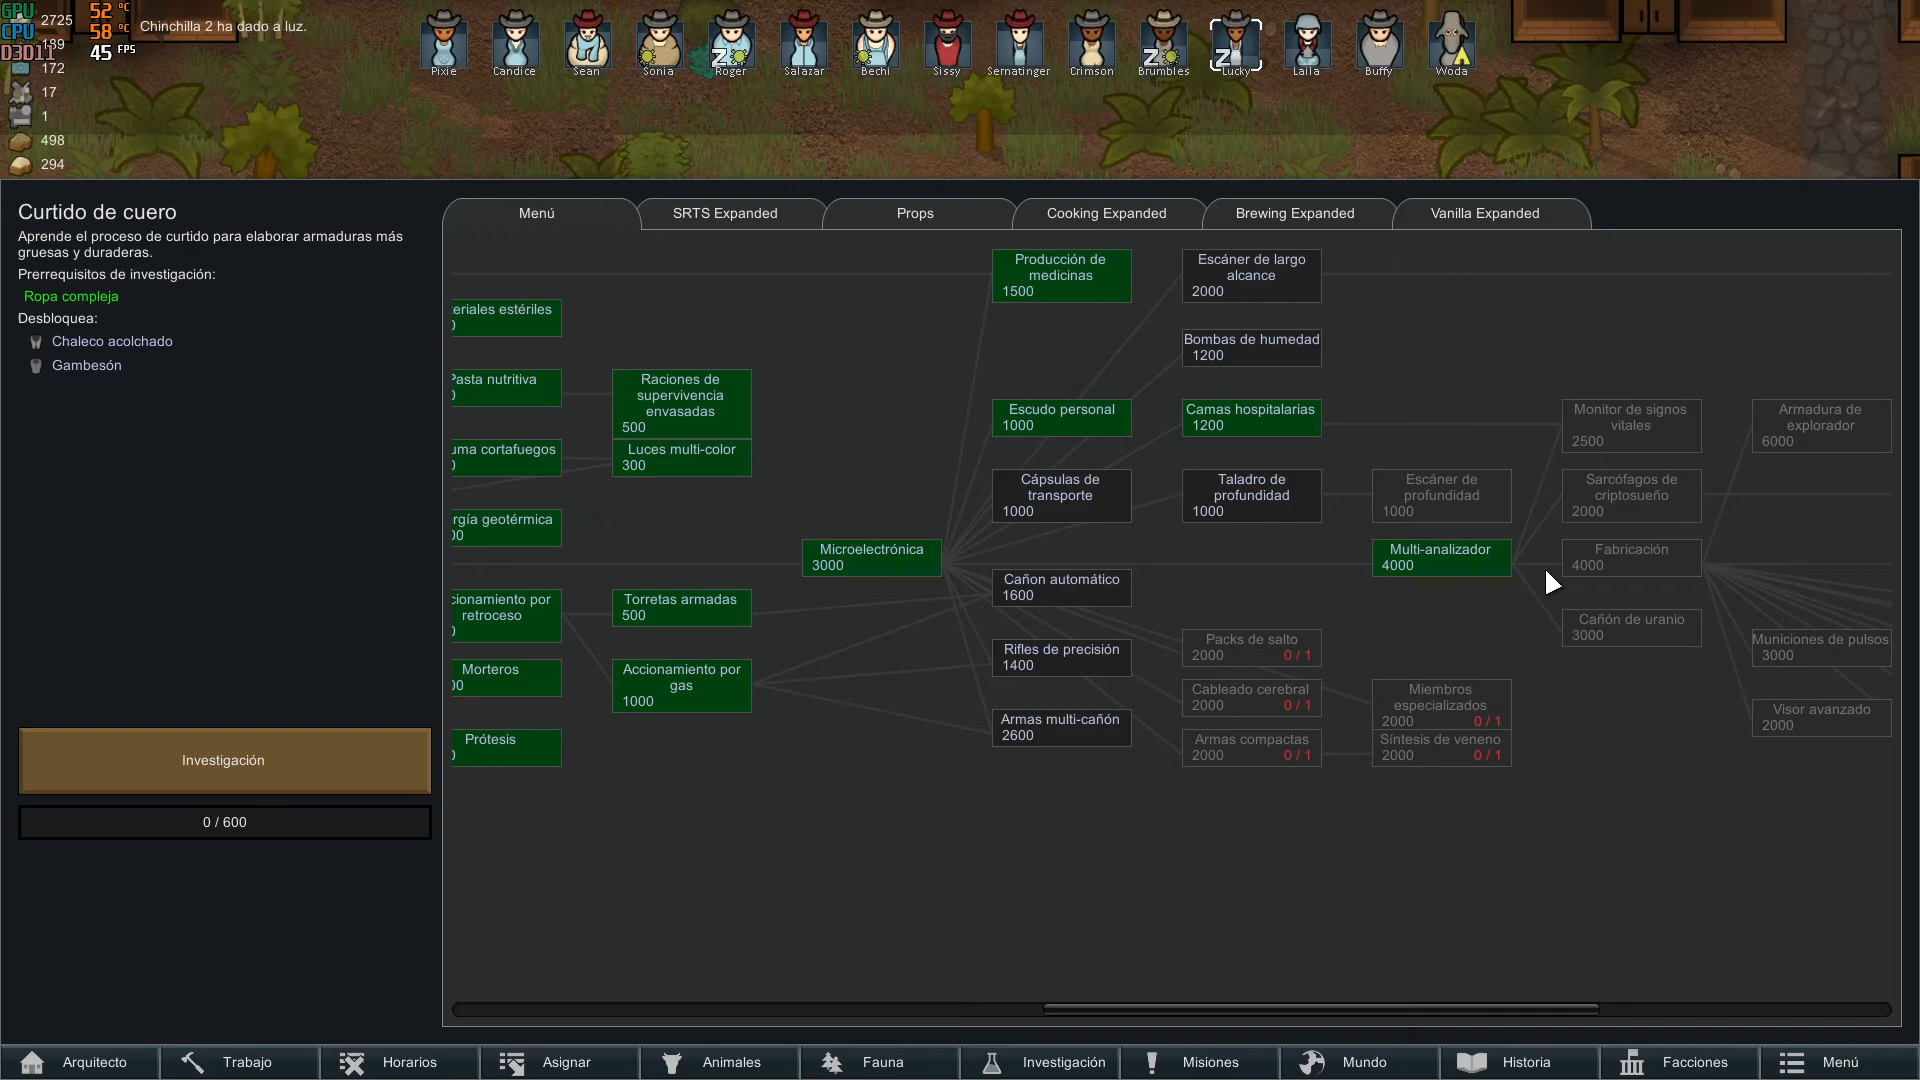 GPU 52 °C
2725
CPU 58 °C
D3D11 45 FPS
Chinchilla 2 ha dado a luz.
172
17
1
498
294
Pixie
Candice
Sean
Sonia
Roger
Salazar
Bechi
Sissy
Sernatinger
Crimson
Brumbles
Lucky
Laila
Buffy
Woda
Curtido de cuero
Aprende el proceso de curtido para elaborar armaduras más
gruesas y duraderas.
Prerrequisitos de investigación:
Ropa compleja
Desbloquea:
Chaleco acolchado
Gambesón
Investigación
0 / 600
Menú
SRTS Expanded
Props
Cooking Expanded
Brewing Expanded
Vanilla Expanded
eriales estériles
0
Pasta nutritiva
0
uma cortafuegos
0
rgía geotérmica
00
cionamiento por
retroceso
0
Morteros
00
Prótesis
0
Raciones de
supervivencia
envasadas
500
Luces multi-color
300
Torretas armadas
500
Accionamiento por
gas
1000
Microelectrónica
3000
Producción de
medicinas
1500
Escudo personal
1000
Cápsulas de
transporte
1000
Cañon automático
1600
Rifles de precisión
1400
Armas multi-cañón
2600
Escáner de largo
alcance
2000
Bombas de humedad
1200
Camas hospitalarias
1200
Taladro de
profundidad
1000
Packs de salto
2000 0 / 1
Cableado cerebral
2000 0 / 1
Armas compactas
2000 0 / 1
Escáner de
profundidad
1000
Multi-analizador
4000
Miembros
especializados
2000 0 / 1
Síntesis de veneno
2000 0 / 1
Monitor de signos
vitales
2500
Sarcófagos de
criptosueño
2000
Fabricación
4000
Cañón de uranio
3000
Armadura de
explorador
6000
Municiones de pulsos
3000
Visor avanzado
2000
Arquitecto
Trabajo
Horarios
Asignar
Animales
Fauna
Investigación
Misiones
Mundo
Historia
Facciones
Menú